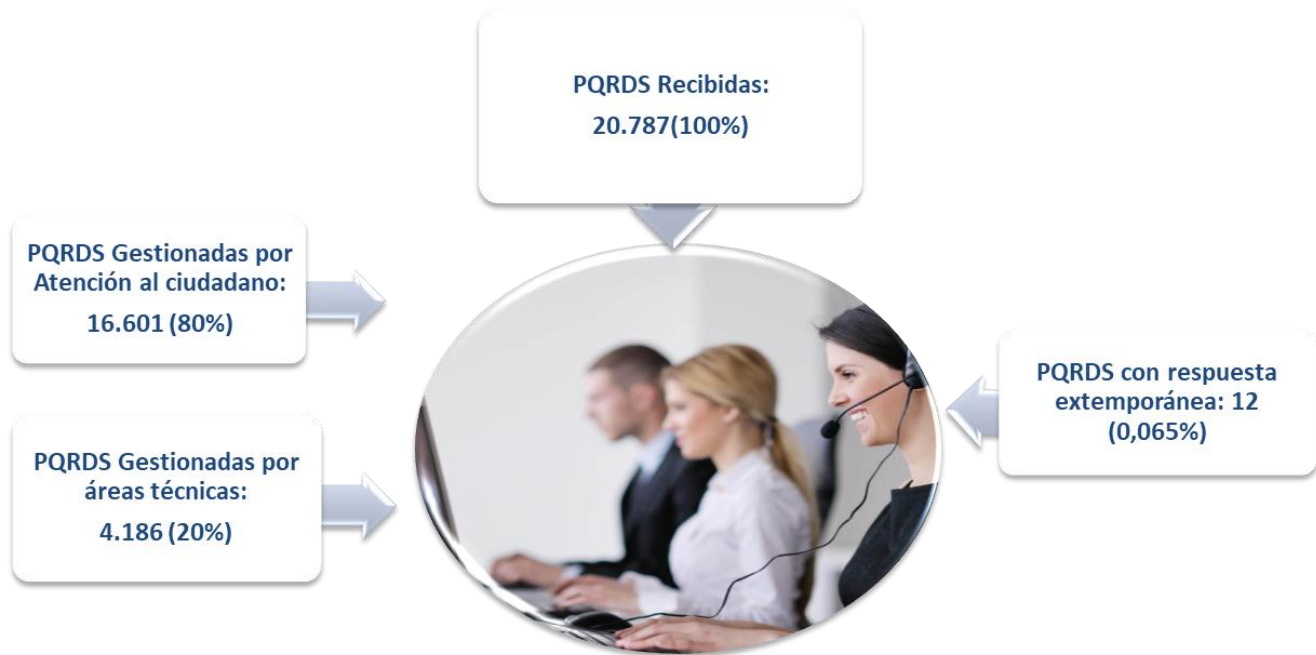 PQRDS Recibidas:
20.787(100%)
PQRDS Gestionadas por
Atención al ciudadano:
16.601 (80%)
PQRDS Gestionadas por
áreas técnicas:
4.186 (20%)
PQRDS con respuesta
extemporánea: 12
(0,065%)